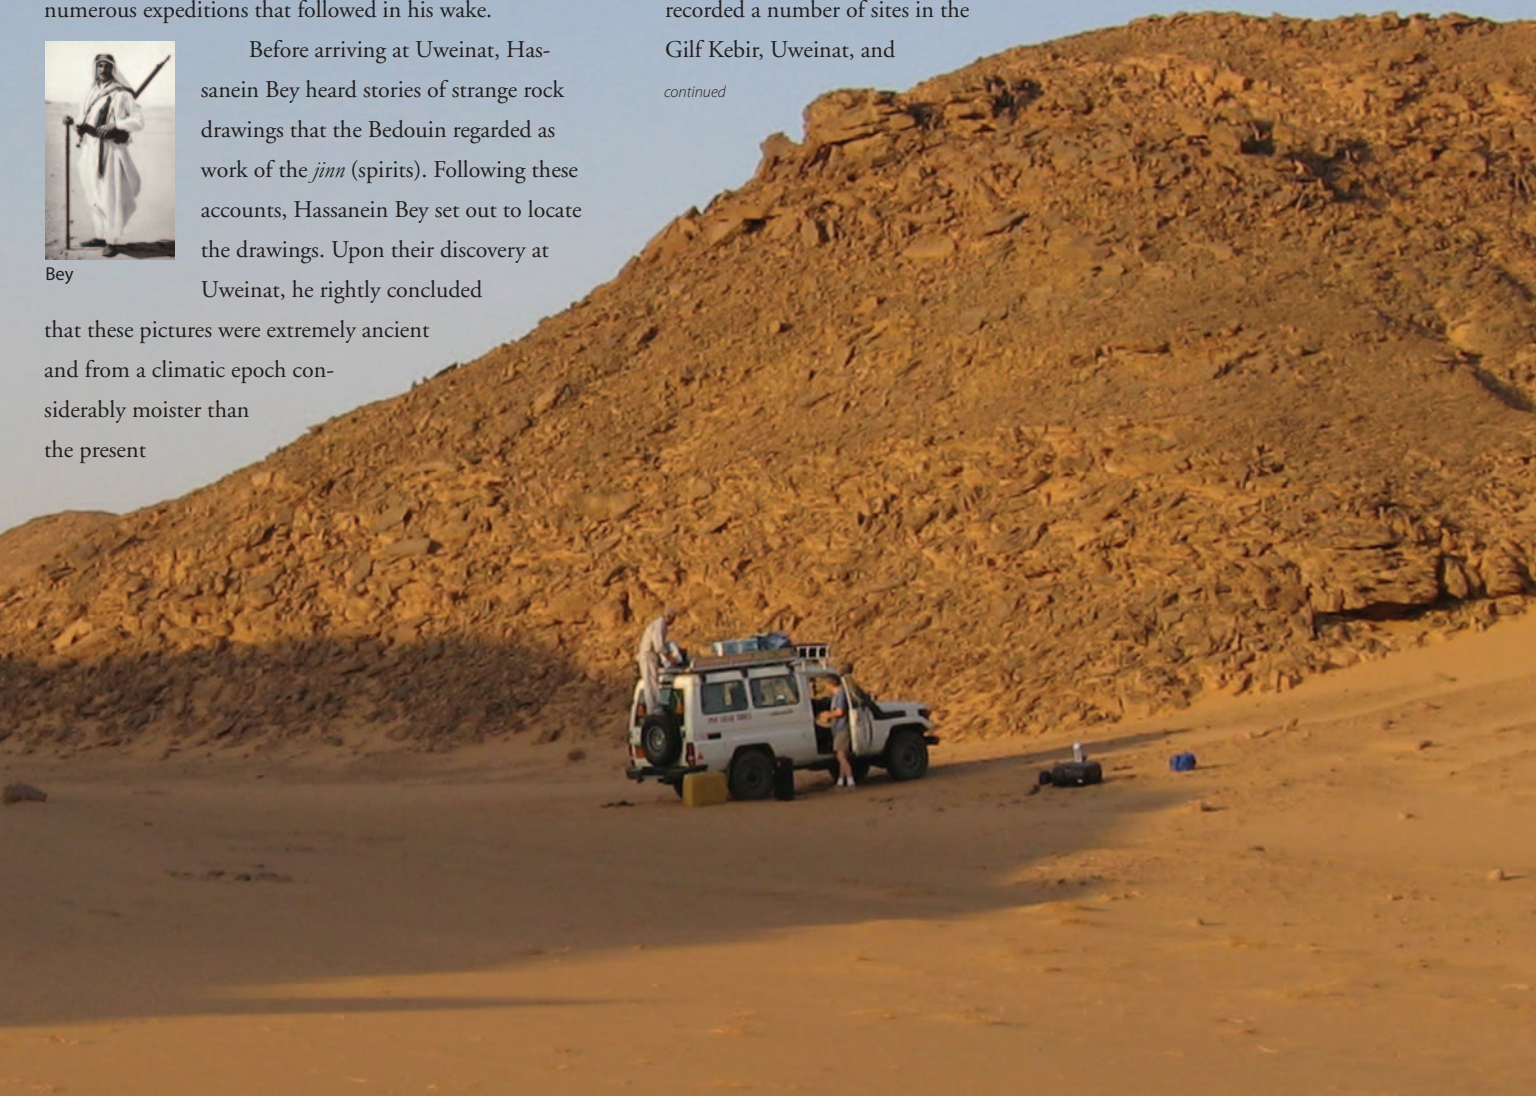 numerous expeditions that followed in his wake.
Before arriving at Uweinat, Has-
sanein Bey heard stories of strange rock
drawings that the Bedouin regarded as
work of the jinn (spirits). Following these
accounts, Hassanein Bey set out to locate
the drawings. Upon their discovery at
Uweinat, he rightly concluded
that these pictures were extremely ancient
and from a climatic epoch con-
siderably moister than
the present
Bey
recorded a number of sites in the
Gilf Kebir, Uweinat, and
continued